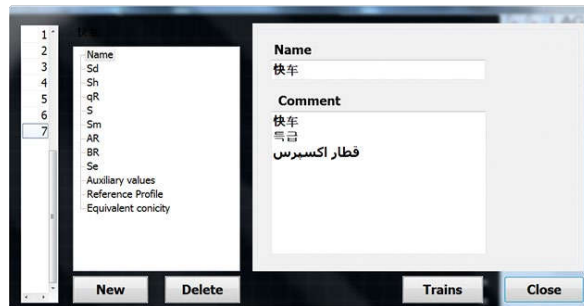 1
2
3
4
5
6
7
Name
Sd
Sh
qR
S
Sm
AR
BR
Se
Auxiliary values
Reference Profile
Equivalent conicity
New
Delete
Name
快车
Comment
快车
특급
قطار اكسبرس
Trains
Close